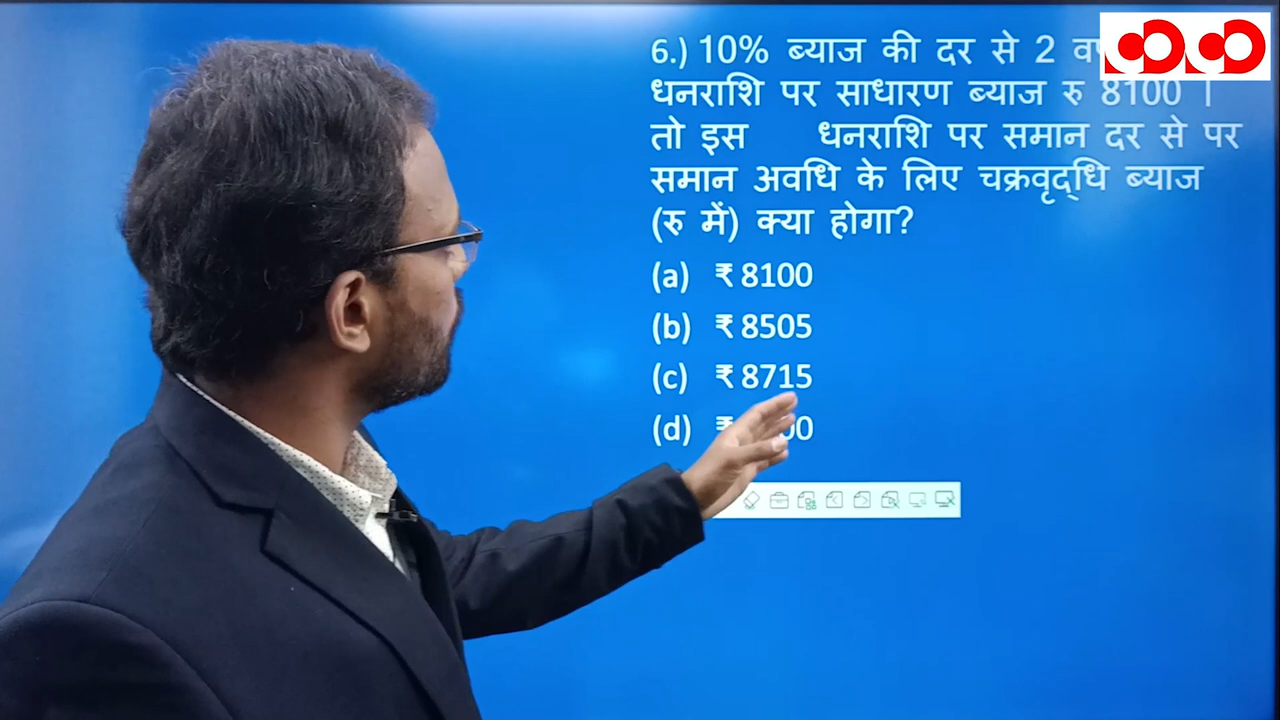 6.) 10% ब्याज की दर से 2
धनराशि पर साधारण ब्याज रु 8100 |
तो इस धनराशि पर समान दर से पर
समान अवधि के लिए चक्रवृद्धि ब्याज
(रु में) क्या होगा?
(a) ₹ 8100
(b) ₹ 8505
(c) ₹ 8715
(d)